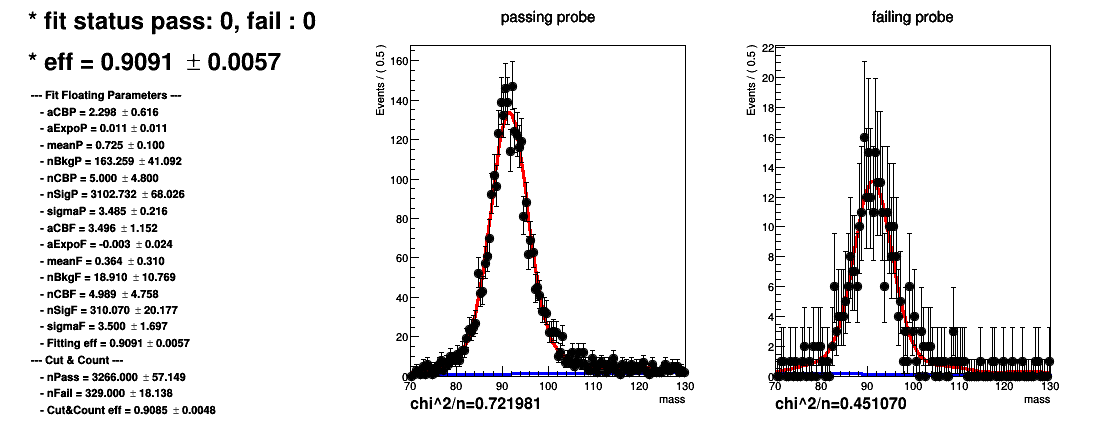 * fit status pass: 0, fail : 0
* eff = 0.9091 ± 0.0057
--- Fit Floating Parameters ---
- aCBP = 2.298 ± 0.616
- aExpoP = 0.011 ± 0.011
- meanP = 0.725 ± 0.100
- nBkgP = 163.259 ± 41.092
- nCBP = 5.000 ± 4.800
- nSigP = 3102.732 ± 68.026
- sigmaP = 3.485 ± 0.216
- aCBF = 3.496 ± 1.152
- aExpoF = -0.003 ± 0.024
- meanF = 0.364 ± 0.310
- nBkgF = 18.910 ± 10.769
- nCBF = 4.989 ± 4.758
- nSigF = 310.070 ± 20.177
- sigmaF = 3.500 ± 1.697
- Fitting eff = 0.9091 ± 0.0057
--- Cut & Count ---
- nPass = 3266.000 ± 57.149
- nFail = 329.000 ± 18.138
- Cut&Count eff = 0.9085 ± 0.0048
passing probe
Events / ( 0.5 )
160
140
120
100
80
60
40
20
0
70 80 90 100 110 120 130
mass
chi^2/n=0.721981
failing probe
Events / ( 0.5 )
22
20
18
16
14
12
10
8
6
4
2
0
70 80 90 100 110 120 130
mass
chi^2/n=0.451070